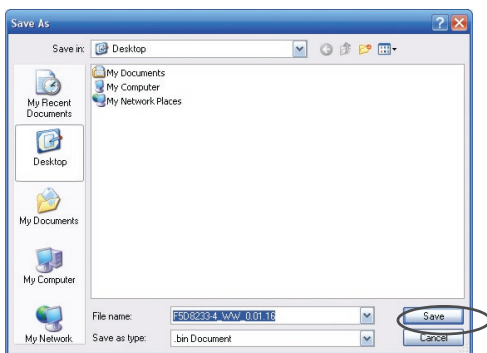 Save As
Save in: Desktop
My Documents
My Computer
My Network Places
My Recent
Documents
Desktop
My Documents
My Computer
My Network
File name: F5D8233-4_WW_0.01.16 Save
Save as type: .bin Document Cancel